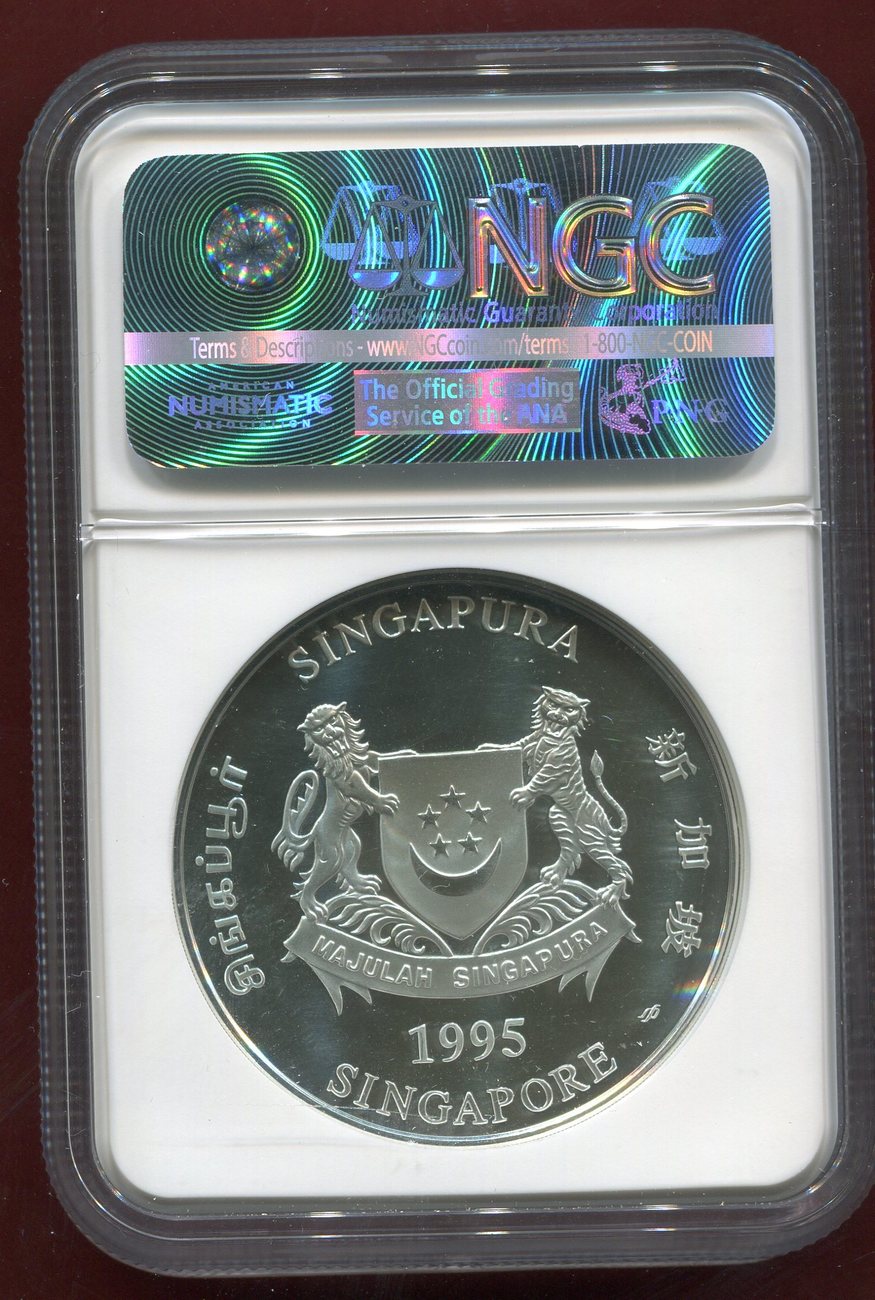 NGC
Numismatic Guaranty Corporation
Terms & Descriptions - www.NGCcoin.com/terms • 1-800-NGC-COIN
AMERICAN
NUMISMATIC
ASSOCIATION
The Official Grading
Service of the ANA
PNG
SINGAPURA
சிங்கப்பூர்
新加坡
MAJULAH SINGAPURA
1995
SINGAPORE